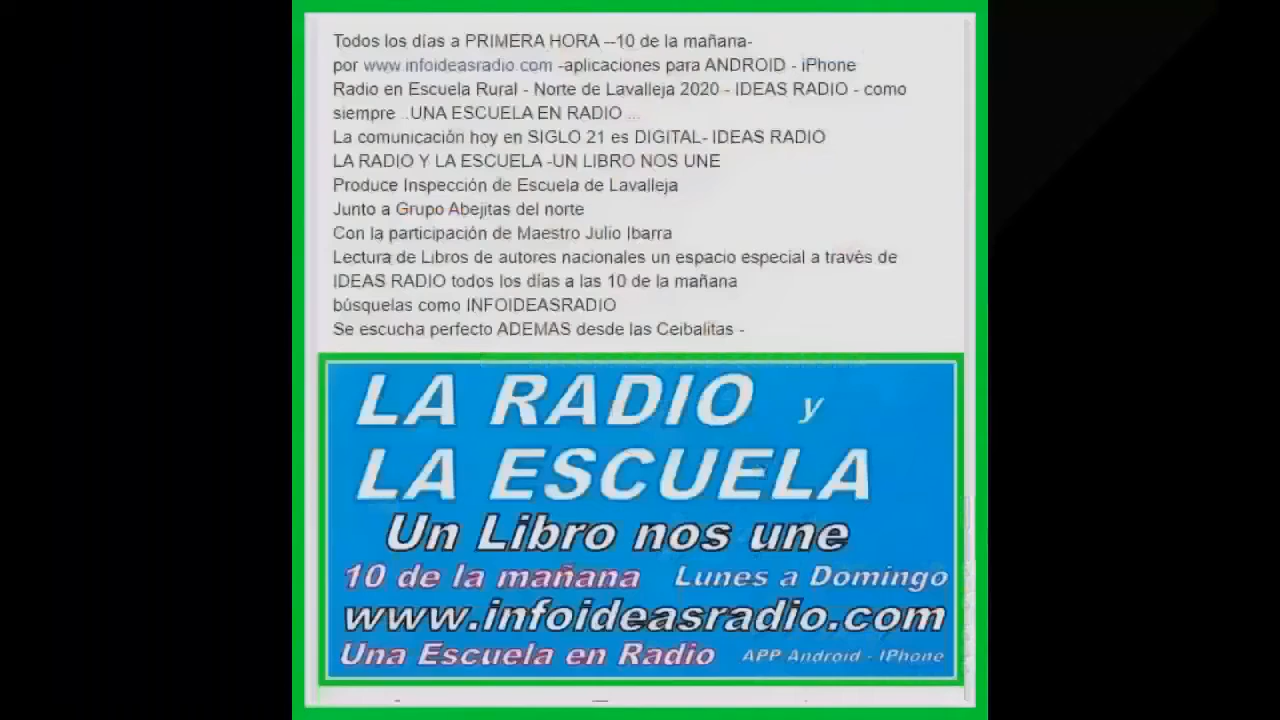 Todos los días a PRIMERA HORA --10 de la mañana-
por www.infoideasradio.com -aplicaciones para ANDROID - iPhone
Radio en Escuela Rural - Norte de Lavalleja 2020 - IDEAS RADIO - como
siempre ..UNA ESCUELA EN RADIO ...
La comunicación hoy en SIGLO 21 es DIGITAL- IDEAS RADIO
LA RADIO Y LA ESCUELA -UN LIBRO NOS UNE
Produce Inspección de Escuela de Lavalleja
Junto a Grupo Abejitas del norte
Con la participación de Maestro Julio Ibarra
Lectura de Libros de autores nacionales un espacio especial a través de
IDEAS RADIO todos los días a las 10 de la mañana
búsquelas como INFOIDEASRADIO
Se escucha perfecto ADEMAS desde las Ceibalitas -
LA RADIO y
LA ESCUELA
Un Libro nos une
10 de la mañana Lunes a Domingo
www.infoideasradio.com
Una Escuela en Radio APP Android - IPhone